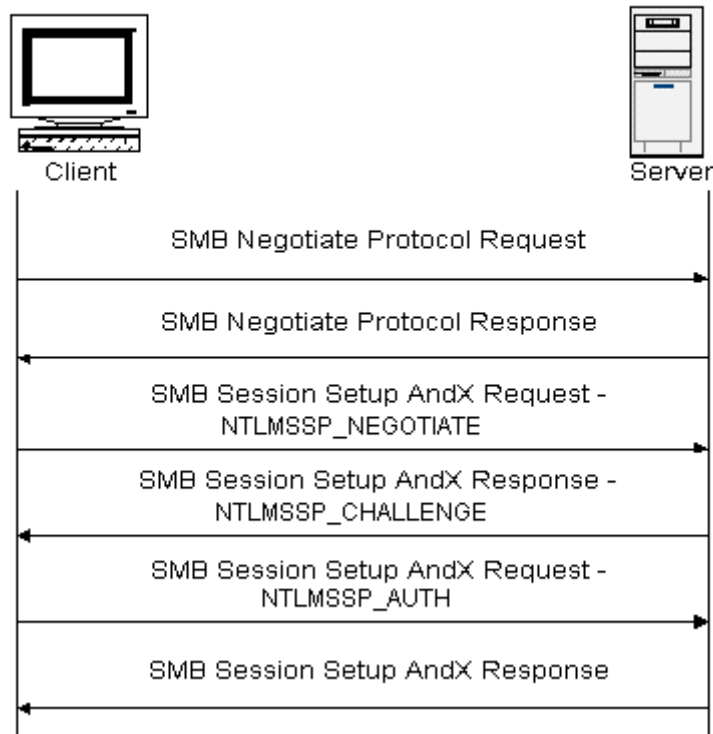 Client
Server
SMB Negotiate Protocol Request
SMB Negotiate Protocol Response
SMB Session Setup AndX Request -
NTLMSSP_NEGOTIATE
SMB Session Setup AndX Response -
NTLMSSP_CHALLENGE
SMB Session Setup AndX Request -
NTLMSSP_AUTH
SMB Session Setup AndX Response